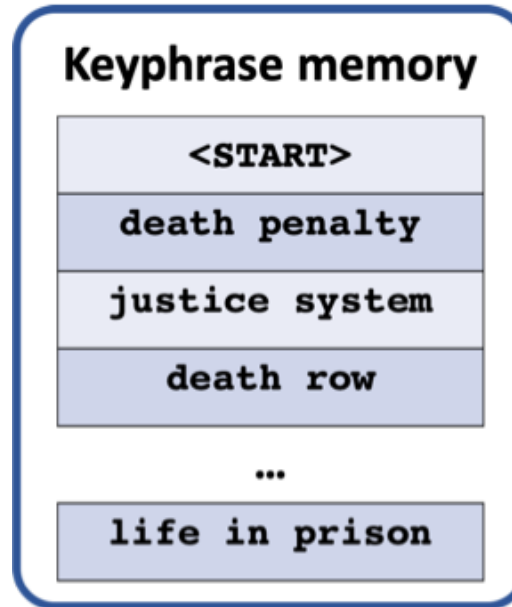 Keyphrase memory
<START>
death penalty
justice system
death row
…
life in prison